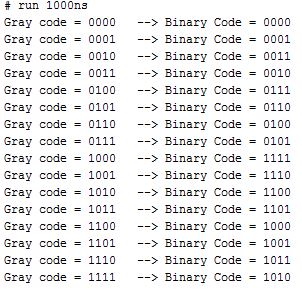 # run 1000ns
Gray code = 0000 --> Binary Code = 0000
Gray code = 0001 --> Binary Code = 0001
Gray code = 0010 --> Binary Code = 0011
Gray code = 0011 --> Binary Code = 0010
Gray code = 0100 --> Binary Code = 0111
Gray code = 0101 --> Binary Code = 0110
Gray code = 0110 --> Binary Code = 0100
Gray code = 0111 --> Binary Code = 0101
Gray code = 1000 --> Binary Code = 1111
Gray code = 1001 --> Binary Code = 1110
Gray code = 1010 --> Binary Code = 1100
Gray code = 1011 --> Binary Code = 1101
Gray code = 1100 --> Binary Code = 1000
Gray code = 1101 --> Binary Code = 1001
Gray code = 1110 --> Binary Code = 1011
Gray code = 1111 --> Binary Code = 1010